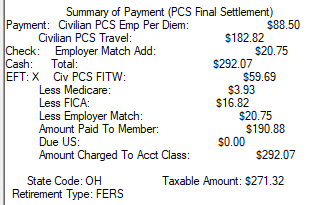 Summary of Payment (PCS Final Settlement)
Payment: Civilian PCS Emp Per Diem: $88.50
Civilian PCS Travel: $182.82
Check: Employer Match Add: $20.75
Cash: Total: $292.07
EFT: X Civ PCS FITW: $59.69
Less Medicare: $3.93
Less FICA: $16.82
Less Employer Match: $20.75
Amount Paid To Member: $190.88
Due US: $0.00
Amount Charged To Acct Class: $292.07
State Code: OH Taxable Amount: $271.32
Retirement Type: FERS